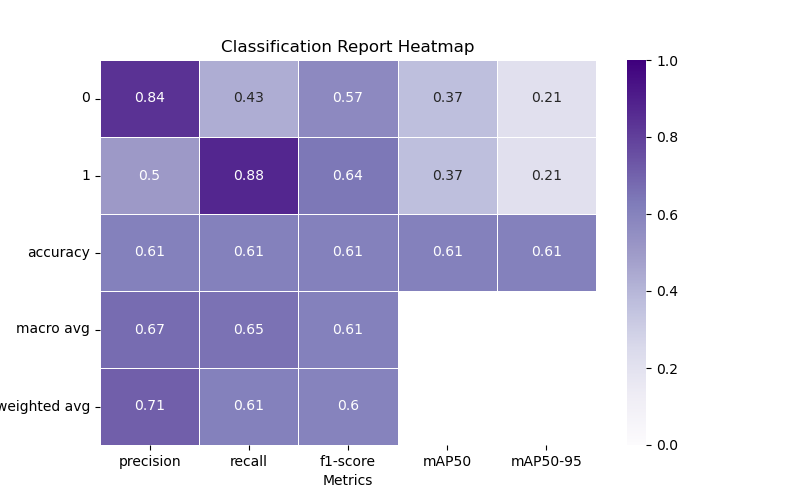 Classification Report Heatmap
0 0.84 0.43 0.57 0.37 0.21
1 0.5 0.88 0.64 0.37 0.21
accuracy 0.61 0.61 0.61 0.61 0.61
macro avg 0.67 0.65 0.61
weighted avg 0.71 0.61 0.6
precision recall f1-score mAP50 mAP50-95
Metrics
1.0
0.8
0.6
0.4
0.2
0.0